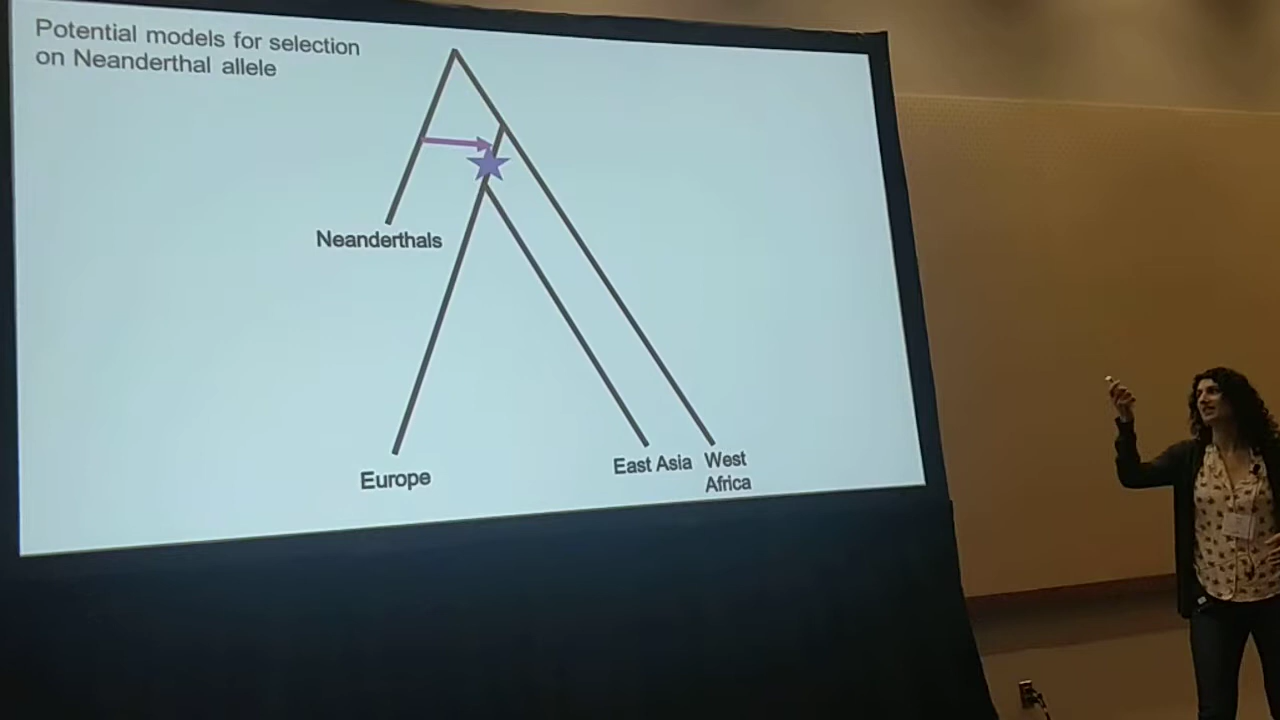 Potential models for selection
on Neanderthal allele
Neanderthals
Europe
East Asia
West
Africa